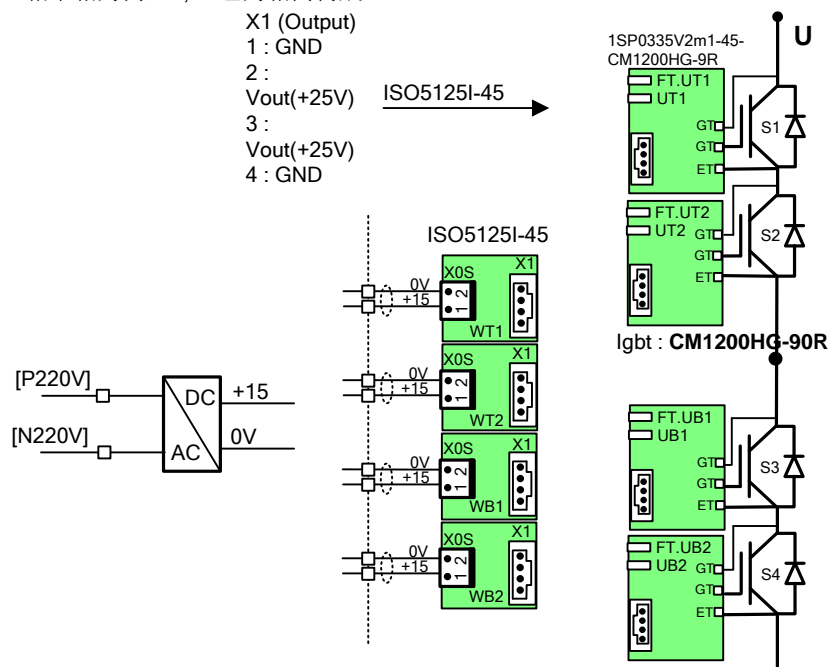 X1 (Output)
1 : GND
2 :
Vout(+25V)
3 :
Vout(+25V)
4 : GND
ISO5125I-45
1SP0335V2m1-45-
CM1200HG-9R
U
FT.UT1
UT1
GT
GT
ET
S1
FT.UT2
UT2
GT
GT
ET
S2
Igbt : CM1200HG-90R
FT.UB1
UB1
GT
GT
ET
S3
FT.UB2
UB2
GT
GT
ET
S4
ISO5125I-45
0V
+15
X0S
1 2
X1
WT1
0V
+15
X0S
1 2
X1
WT2
0V
+15
X0S
1 2
X1
WB1
0V
+15
X0S
1 2
X1
WB2
[P220V]
[N220V]
DC
AC
+15
0V